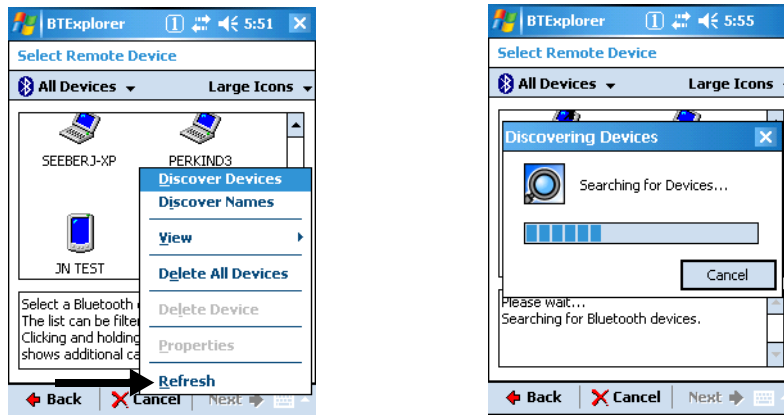 BTExplorer 1 5:51
Select Remote Device
All Devices Large Icons
SEEBERJ-XP PERKIND3
JN TEST
Discover Devices
Discover Names
View
Delete All Devices
Delete Device
Properties
Refresh
Select a Bluetooth
The list can be filte
Clicking and holding
shows additional ca
Back Cancel Next
BTExplorer 1 5:55
Select Remote Device
All Devices Large Icons
Discovering Devices
Searching for Devices...
Cancel
Please wait...
Searching for Bluetooth devices.
Back Cancel Next